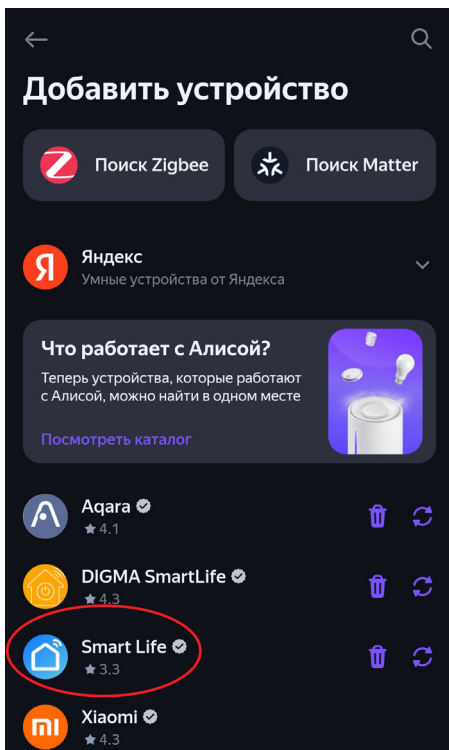 Добавить устройство
Поиск Zigbee
Поиск Matter
Я
Яндекс
Умные устройства от Яндекса
Что работает с Алисой?
Теперь устройства, которые работают
с Алисой, можно найти в одном месте
Посмотреть каталог
Aqara
4.1
DIGMA SmartLife
4.3
Smart Life
3.3
Xiaomi
4.3